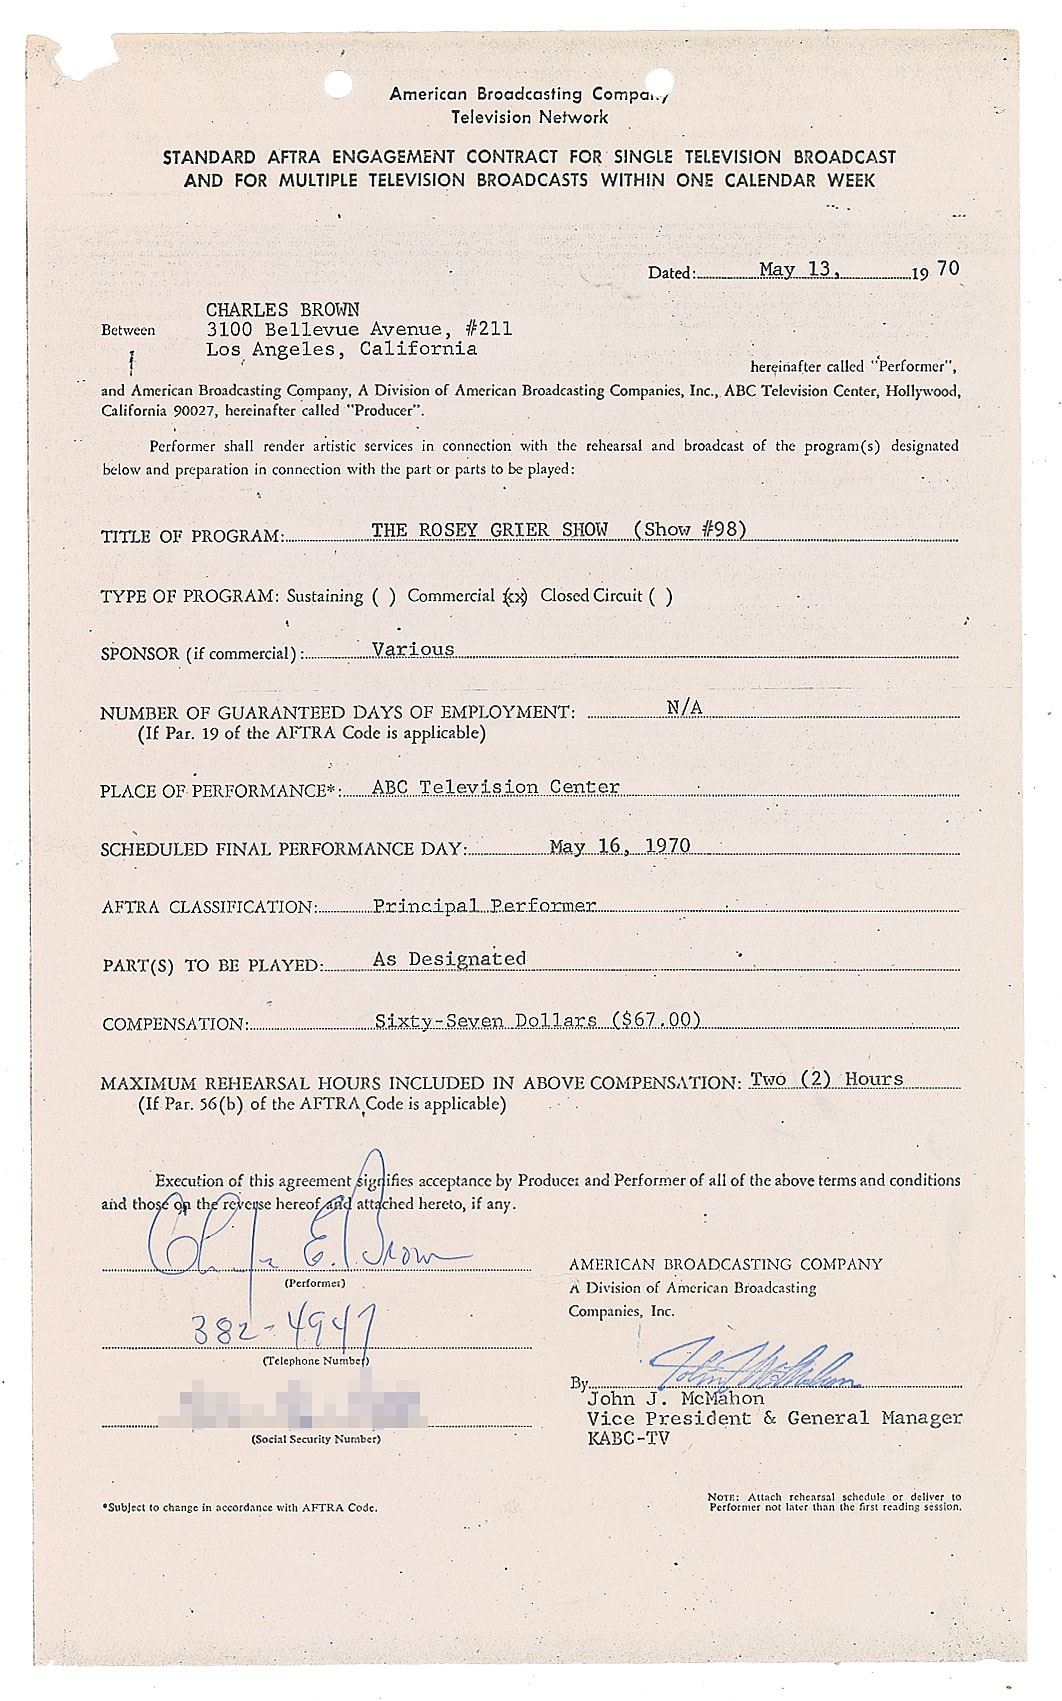 American Broadcasting Company
Television Network
STANDARD AFTRA ENGAGEMENT CONTRACT FOR SINGLE TELEVISION BROADCAST
AND FOR MULTIPLE TELEVISION BROADCASTS WITHIN ONE CALENDAR WEEK
Dated: May 13, 1970
CHARLES BROWN
Between 3100 Bellevue Avenue, #211
Los Angeles, California
hereinafter called "Performer",
and American Broadcasting Company, A Division of American Broadcasting Companies, Inc., ABC Television Center, Hollywood,
California 90027, hereinafter called "Producer".
Performer shall render artistic services in connection with the rehearsal and broadcast of the program(s) designated
below and preparation in connection with the part or parts to be played:
TITLE OF PROGRAM: THE ROSEY GRIER SHOW (Show #98)
TYPE OF PROGRAM: Sustaining ( ) Commercial (xx) Closed Circuit ( )
SPONSOR (if commercial): Various
NUMBER OF GUARANTEED DAYS OF EMPLOYMENT: N/A
(If Par. 19 of the AFTRA Code is applicable)
PLACE OF PERFORMANCE*: ABC Television Center
SCHEDULED FINAL PERFORMANCE DAY: May 16, 1970
AFTRA CLASSIFICATION: Principal Performer
PART(S) TO BE PLAYED: As Designated
COMPENSATION: Sixty-Seven Dollars ($67.00)
MAXIMUM REHEARSAL HOURS INCLUDED IN ABOVE COMPENSATION: Two (2) Hours
(If Par. 56(b) of the AFTRA Code is applicable)
Execution of this agreement signifies acceptance by Producer and Performer of all of the above terms and conditions
and those on the reverse hereof and attached hereto, if any.
Charles E. Brown
(Performer)
382-4947
(Telephone Number)
(Social Security Number)
AMERICAN BROADCASTING COMPANY
A Division of American Broadcasting
Companies, Inc.
By John J. McMahon
John J. McMahon
Vice President & General Manager
KABC-TV
*Subject to change in accordance with AFTRA Code.
NOTE: Attach rehearsal schedule or deliver to
Performer not later than the first reading session.